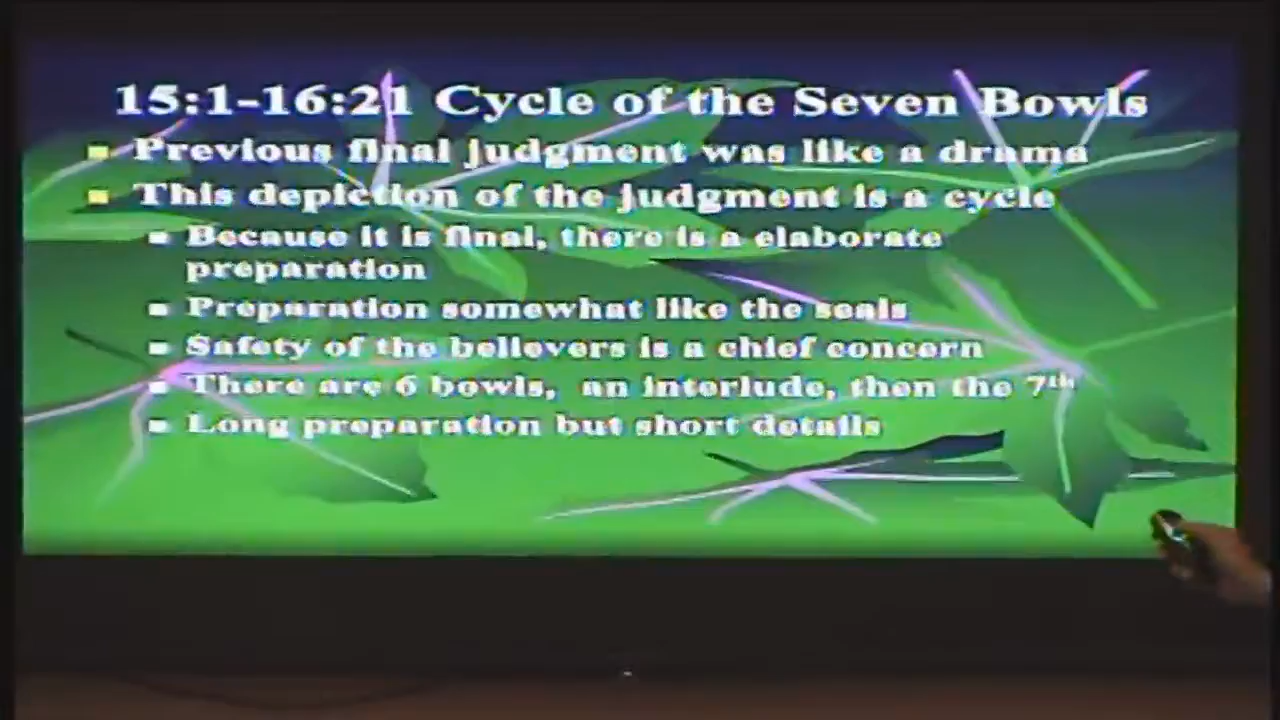 15:1-16:21 Cycle of the Seven Bowls
Previous final judgment was like a drama
This depiction of the judgment is a cycle
Because it is final, there is a elaborate
preparation
Preparation somewhat like the seals
Safety of the believers is a chief concern
There are 6 bowls, an interlude, then the 7th
Long preparation but short details